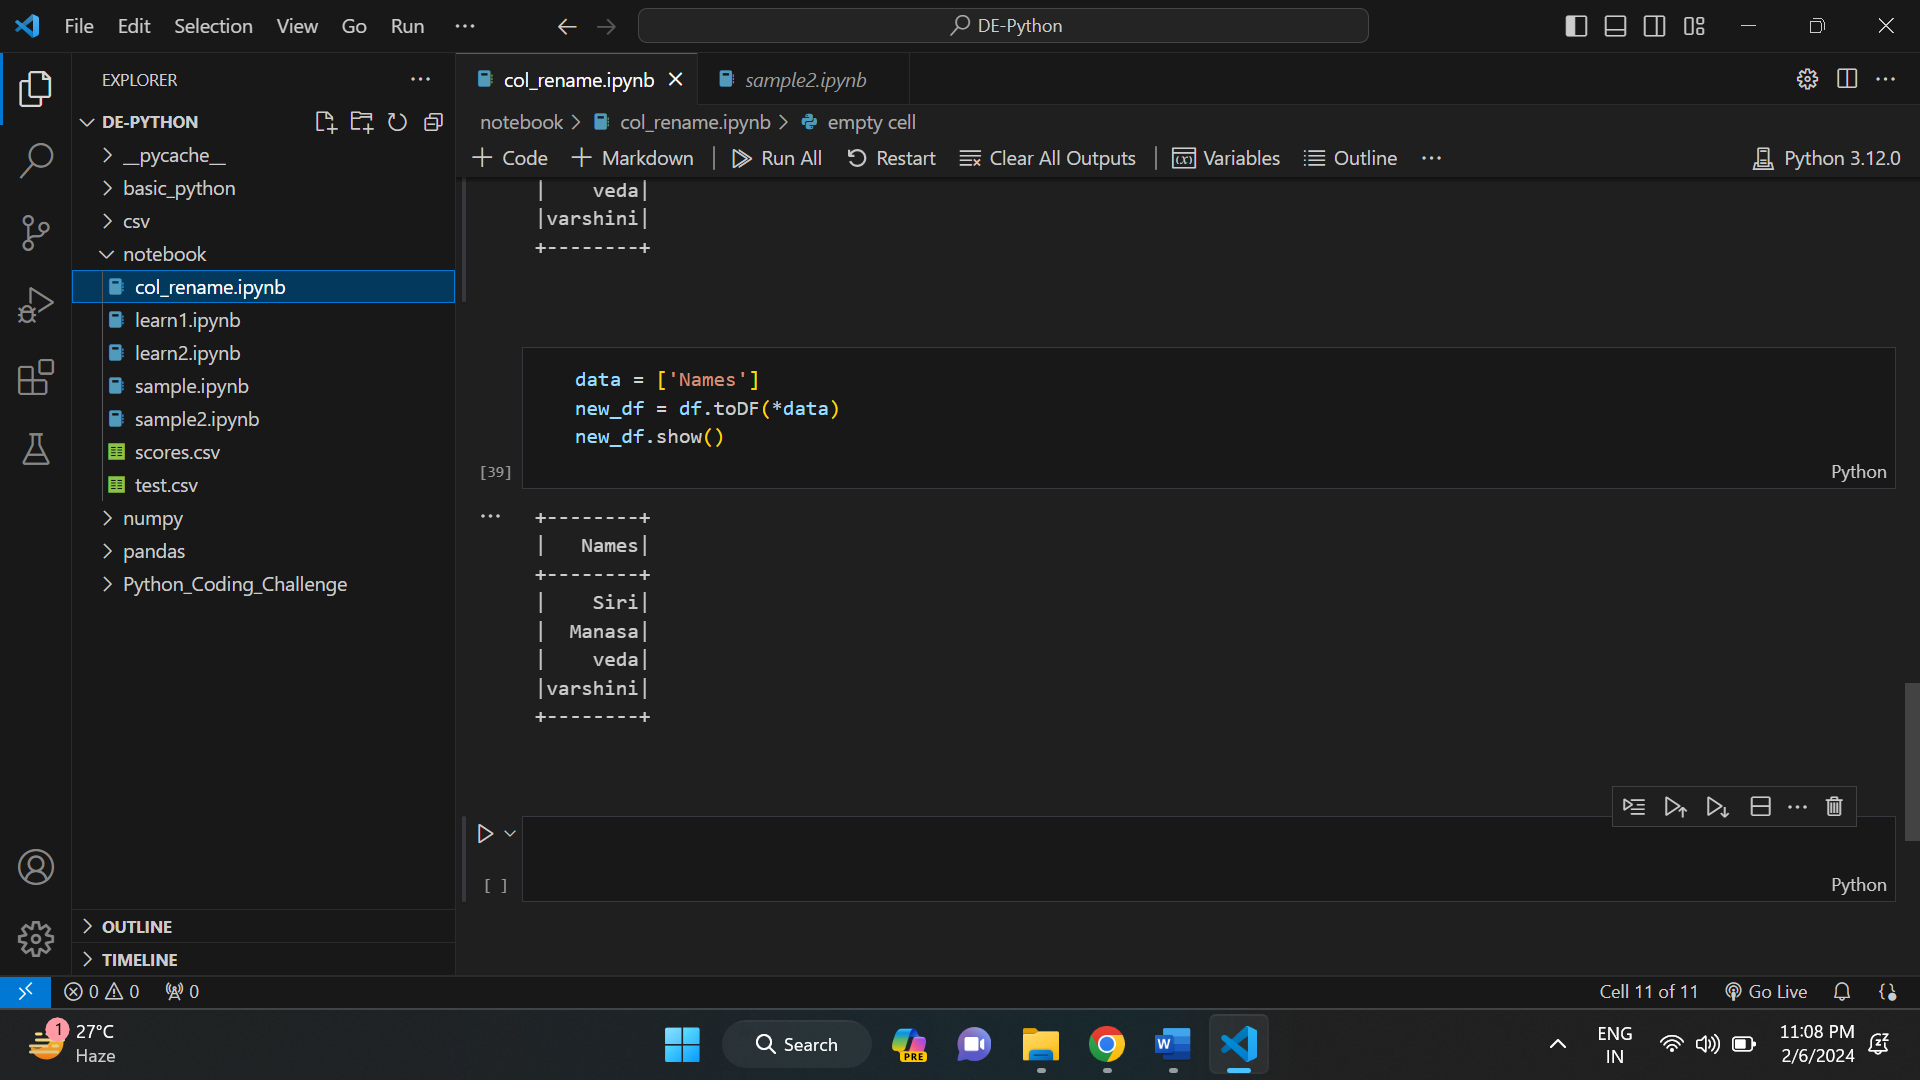 File Edit Selection View Go Run ...
DE-Python
EXPLORER ...
col_rename.ipynb
sample2.ipynb
DE-PYTHON
__pycache__
basic_python
csv
notebook
col_rename.ipynb
learn1.ipynb
learn2.ipynb
sample.ipynb
sample2.ipynb
scores.csv
test.csv
numpy
pandas
Python_Coding_Challenge
OUTLINE
TIMELINE
notebook > col_rename.ipynb > empty cell
+ Code + Markdown | Run All Restart Clear All Outputs | Variables Outline ... Python 3.12.0
|    veda|
|varshini|
+--------+
data = ['Names']
new_df = df.toDF(*data)
new_df.show()
[39]
Python
...
+--------+
|   Names|
+--------+
|    Siri|
|  Manasa|
|    veda|
|varshini|
+--------+
[ ]
Python
0 0 0
Cell 11 of 11 Go Live
1
27°C
Haze
Search
PRE
W
ENG
IN
11:08 PM
2/6/2024